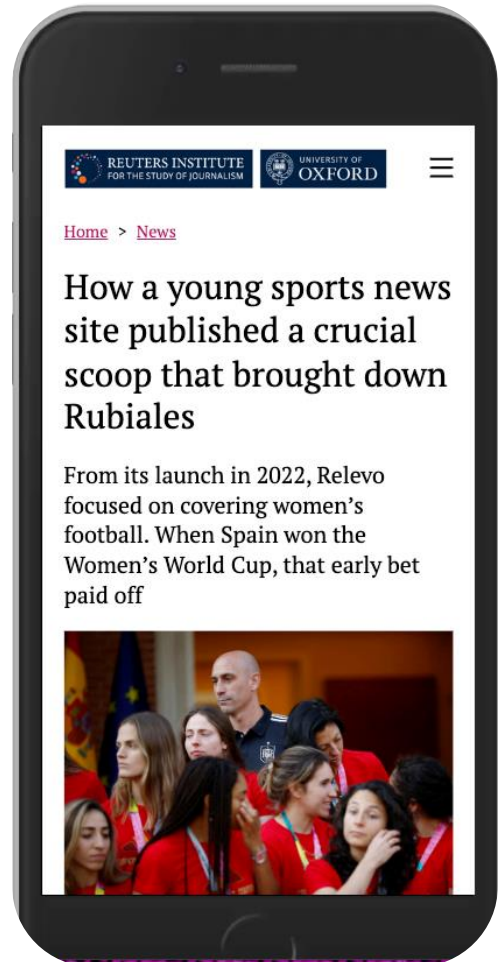 REUTERS INSTITUTE
FOR THE STUDY OF JOURNALISM
UNIVERSITY OF
OXFORD
Home > News
How a young sports news
site published a crucial
scoop that brought down
Rubiales
From its launch in 2022, Relevo
focused on covering women’s
football. When Spain won the
Women’s World Cup, that early bet
paid off